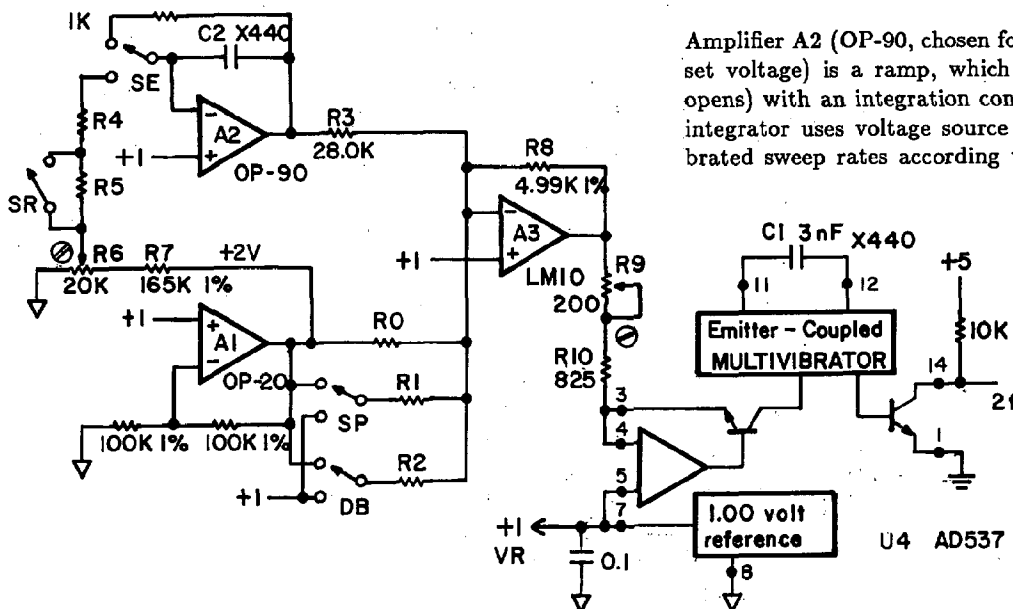 1K
C2 X440
SE
A2
R4
+1
OP-90
R3
28.0K
R5
SR
R6
20K
R7
165K 1%
+2V
+1
A1
OP-20
R0
100K 1%
100K 1%
SP
R1
R2
+1
DB
R8
4.99K 1%
A3
+1
LM10
R9
200
R10
825
Amplifier A2 (OP-90, chosen fo
set voltage) is a ramp, which
opens) with an integration con
integrator uses voltage source
brated sweep rates according
C1 3nF X440
11
12
+5
Emitter - Coupled
MULTIVIBRATOR
10K
14
2f
1
3
4
5
7
+1
VR
0.1
1.00 volt
reference
8
U4 AD537